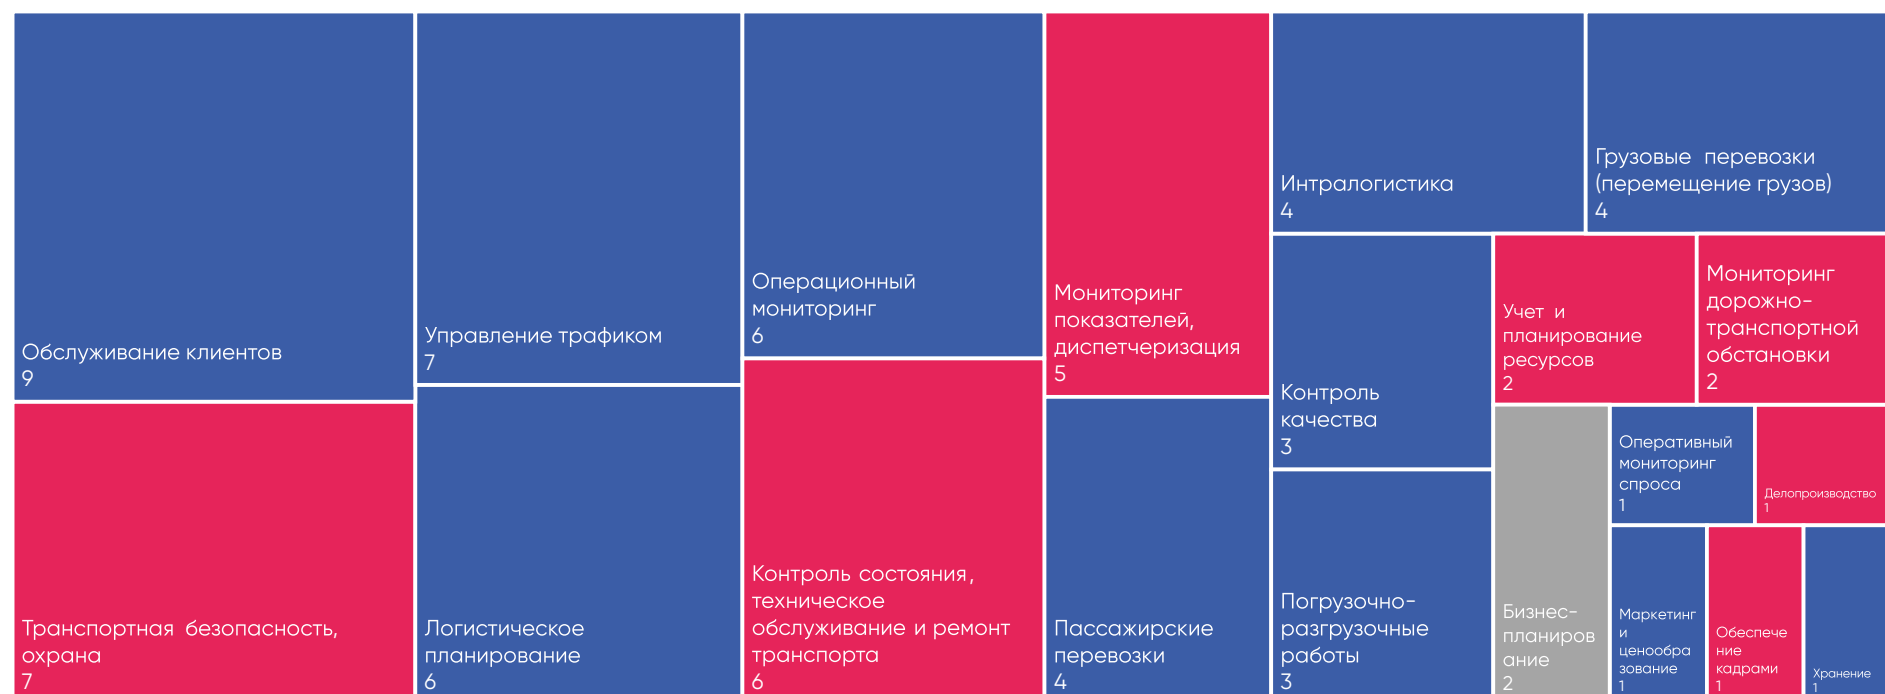 Обслуживание клиентов
9
Транспортная безопасность,
охрана
7
Управление трафиком
7
Логистическое
планирование
6
Операционный
мониторинг
6
Контроль состояния,
техническое
обслуживание и ремонт
транспорта
6
Мониторинг
показателей,
диспетчеризация
5
Пассажирские
перевозки
4
Интралогистика
4
Грузовые перевозки
(перемещение грузов)
4
Контроль
качества
3
Погрузочно-
разгрузочные
работы
3
Учет и
планирование
ресурсов
2
Мониторинг
дорожно-
транспортной
обстановки
2
Бизнес-
планиров
ание
2
Оперативный
мониторинг
спроса
1
Делопроизводство
1
Маркетинг
и
ценообра
зование
1
Обеспече
ние
кадрами
1
Хранение
1